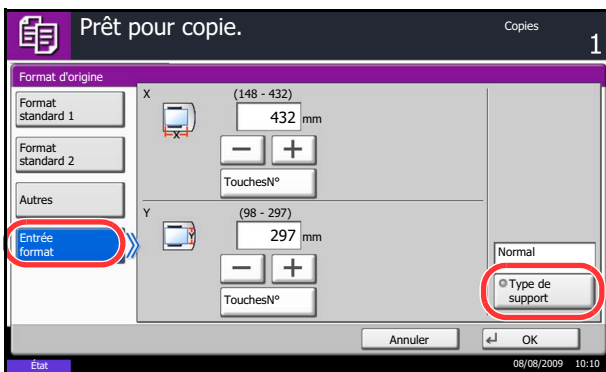 Prêt pour copie.
Copies
1
Format d'origine
Format
standard 1
Format
standard 2
Autres
Entrée
format
X
(148 - 432)
432 mm
X
− +
TouchesN°
Y
(98 - 297)
297 mm
Y
− +
TouchesN°
Normal
Type de
support
Annuler
OK
État
08/08/2009 10:10